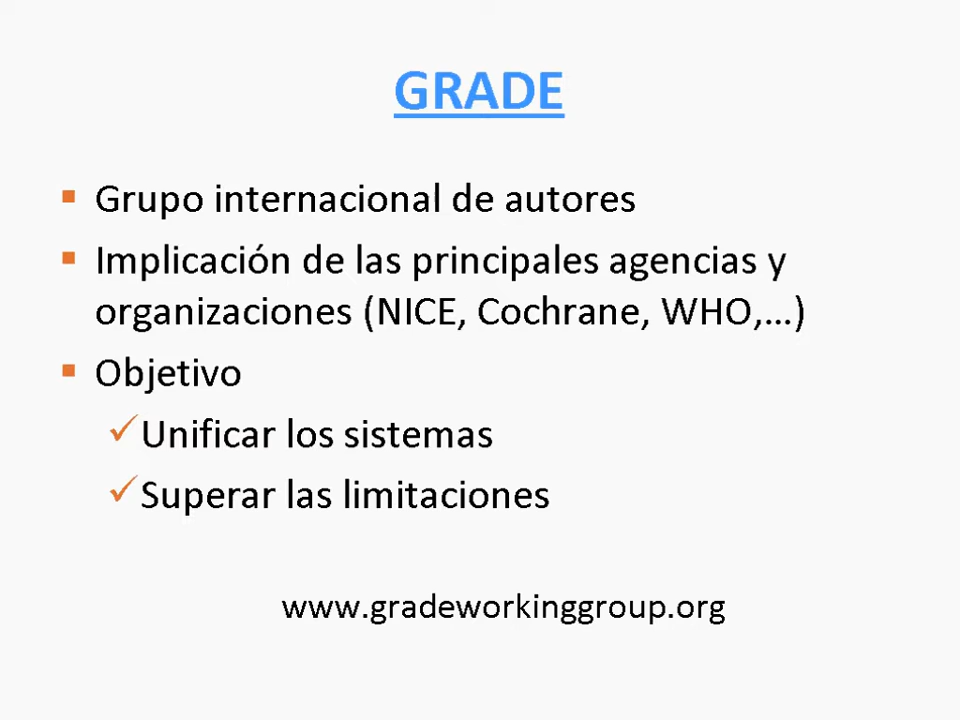 GRADE
Grupo internacional de autores
Implicación de las principales agencias y
organizaciones (NICE, Cochrane, WHO,...)
Objetivo
Unificar los sistemas
Superar las limitaciones
www.gradeworkinggroup.org